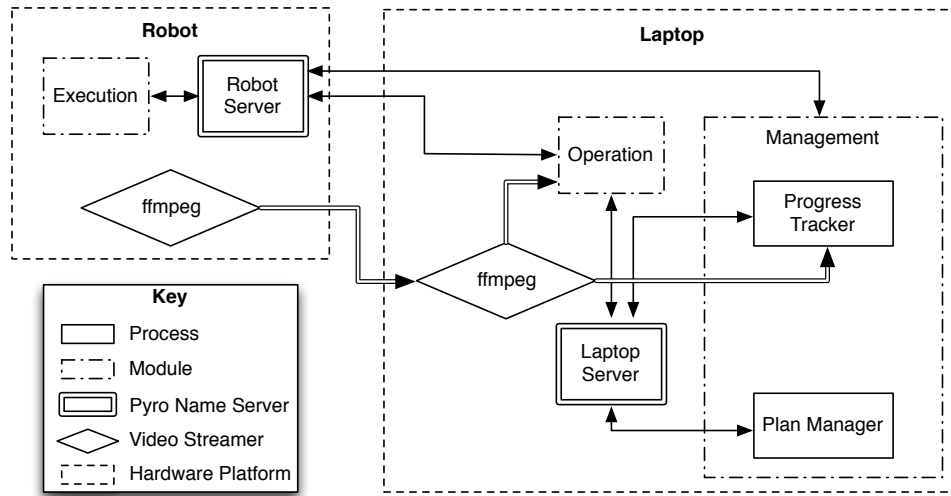 Robot
Execution
Robot
Server
ffmpeg
Laptop
Operation
Management
Progress
Tracker
ffmpeg
Laptop
Server
Plan Manager
Key
Process
Module
Pyro Name Server
Video Streamer
Hardware Platform